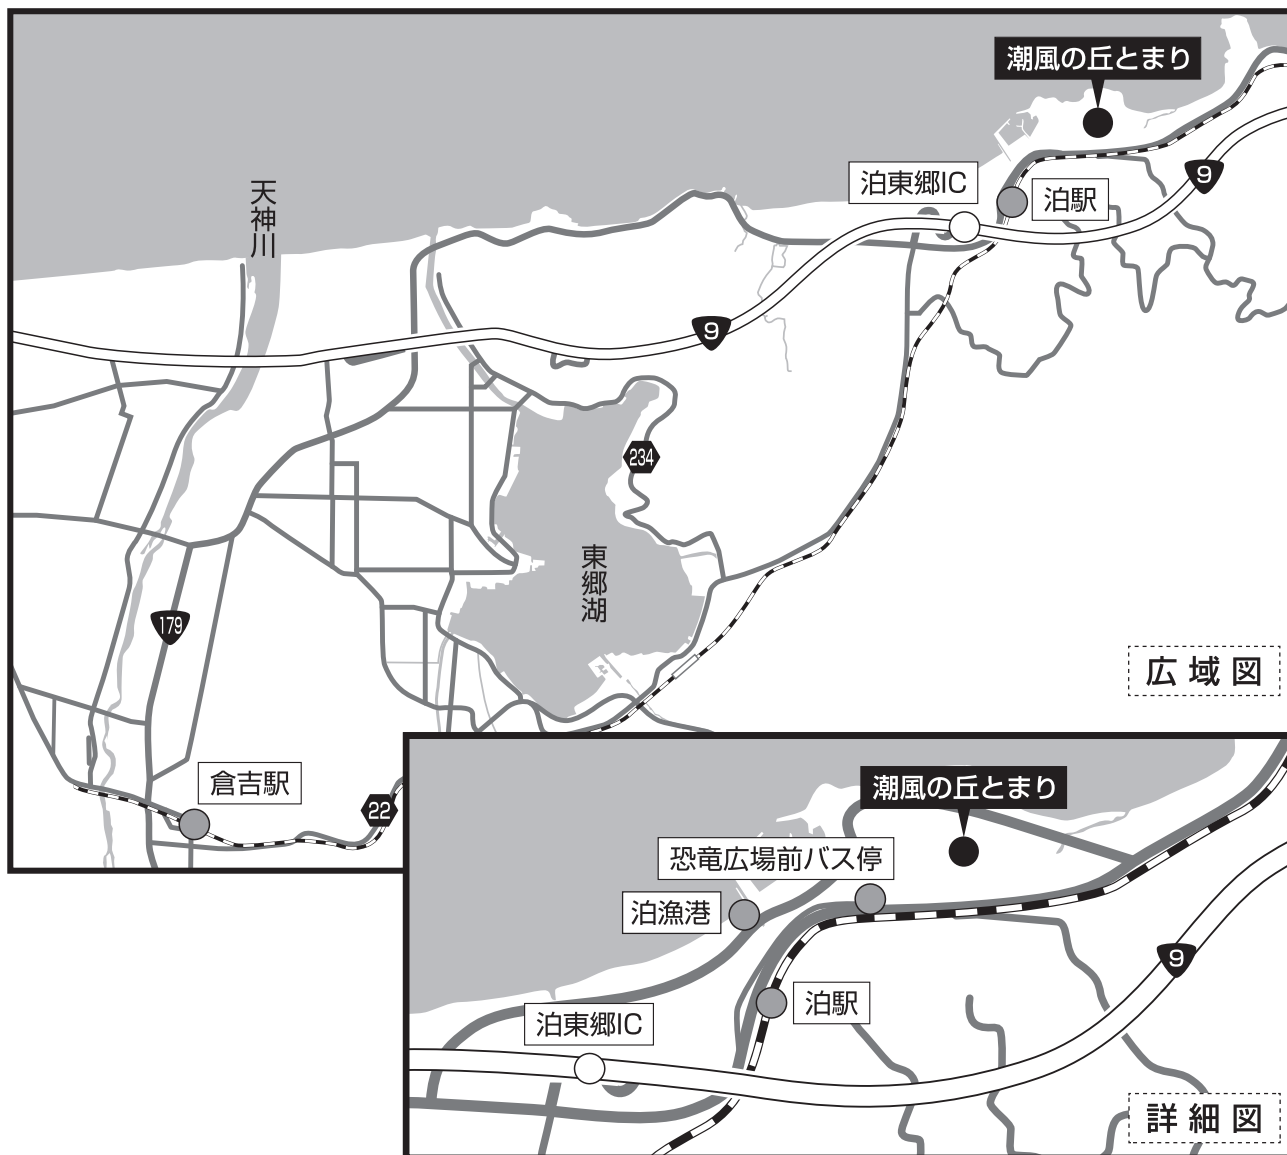 潮風の丘とまり
天神川
泊東郷IC
泊駅
9
9
234
東郷湖
179
広域図
倉吉駅
22
潮風の丘とまり
恐竜広場前バス停
泊漁港
9
泊駅
泊東郷IC
詳細図